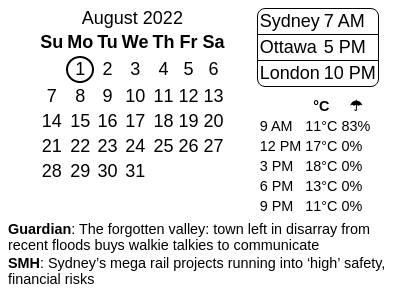 August 2022
Su Mo Tu We Th Fr Sa
1 2 3 4 5 6
7 8 9 10 11 12 13
14 15 16 17 18 19 20
21 22 23 24 25 26 27
28 29 30 31
Sydney 7 AM
Ottawa 5 PM
London 10 PM
°C ☂
9 AM 11°C 83%
12 PM 17°C 0%
3 PM 18°C 0%
6 PM 13°C 0%
9 PM 11°C 0%
Guardian: The forgotten valley: town left in disarray from
recent floods buys walkie talkies to communicate
SMH: Sydney’s mega rail projects running into ‘high’ safety,
financial risks